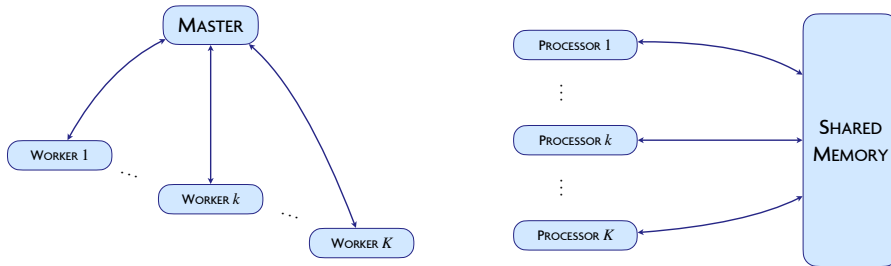 Master
Worker 1
...
Worker k
...
Worker K
Processor 1
⋮
Processor k
⋮
Processor K
Shared
Memory